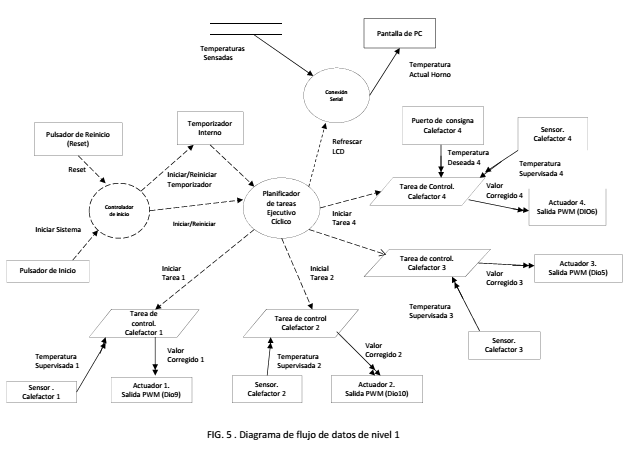 Temperaturas
Sensadas
Pantalla de PC
Conexión
Serial
Temperatura
Actual Horno
Pulsador de Reinicio
(Reset)
Temporizador
Interno
Refrescar
LCD
Puerto de consigna
Calefactor 4
Sensor.
Calefactor 4
Reset
Iniciar/Reiniciar
Temporizador
Temperatura
Deseada 4
Temperatura
Supervisada 4
Controlador
de inicio
Planificador
de tareas
Ejecutivo
Cíclico
Tarea de Control.
Calefactor 4
Valor
Corregido 4
Iniciar Sistema
Iniciar/Reiniciar
Iniciar
Tarea 4
Actuador 4.
Salida PWM (DIO6)
Pulsador de Inicio
Iniciar
Tarea 1
Inicial
Tarea 2
Tarea de control.
Calefactor 3
Valor
Corregido 3
Actuador 3.
Salida PWM (Dio5)
Temperatura
Supervisada 3
Tarea de
control.
Calefactor 1
Tarea de control
Calefactor 2
Sensor.
Calefactor 3
Temperatura
Supervisada 1
Valor
Corregido 1
Temperatura
Supervisada 2
Valor
Corregido 2
Sensor .
Calefactor 1
Actuador 1.
Salida PWM (Dio9)
Sensor.
Calefactor 2
Actuador 2.
Salida PWM (Dio10)
FIG. 5 . Diagrama de flujo de datos de nivel 1